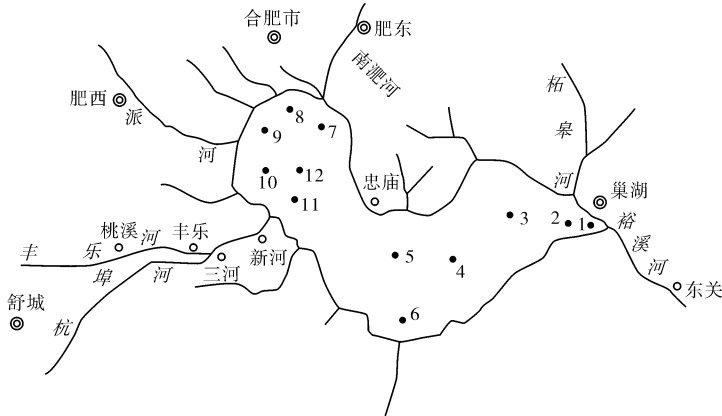 合肥市
肥东
南淝河
肥西
派
河
8
9
7
10
12
11
忠庙
柘
皋
河
巢湖
3
2
1
裕
溪
河
东关
5
4
6
桃溪
丰乐
丰
乐
河
新河
三河
杭
埠
河
舒城